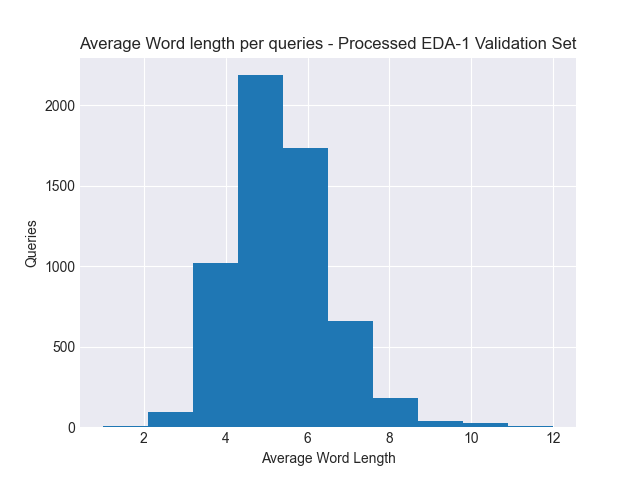 Average Word length per queries - Processed EDA-1 Validation Set
2000
1500
1000
500
0
Queries
2 4 6 8 10 12
Average Word Length